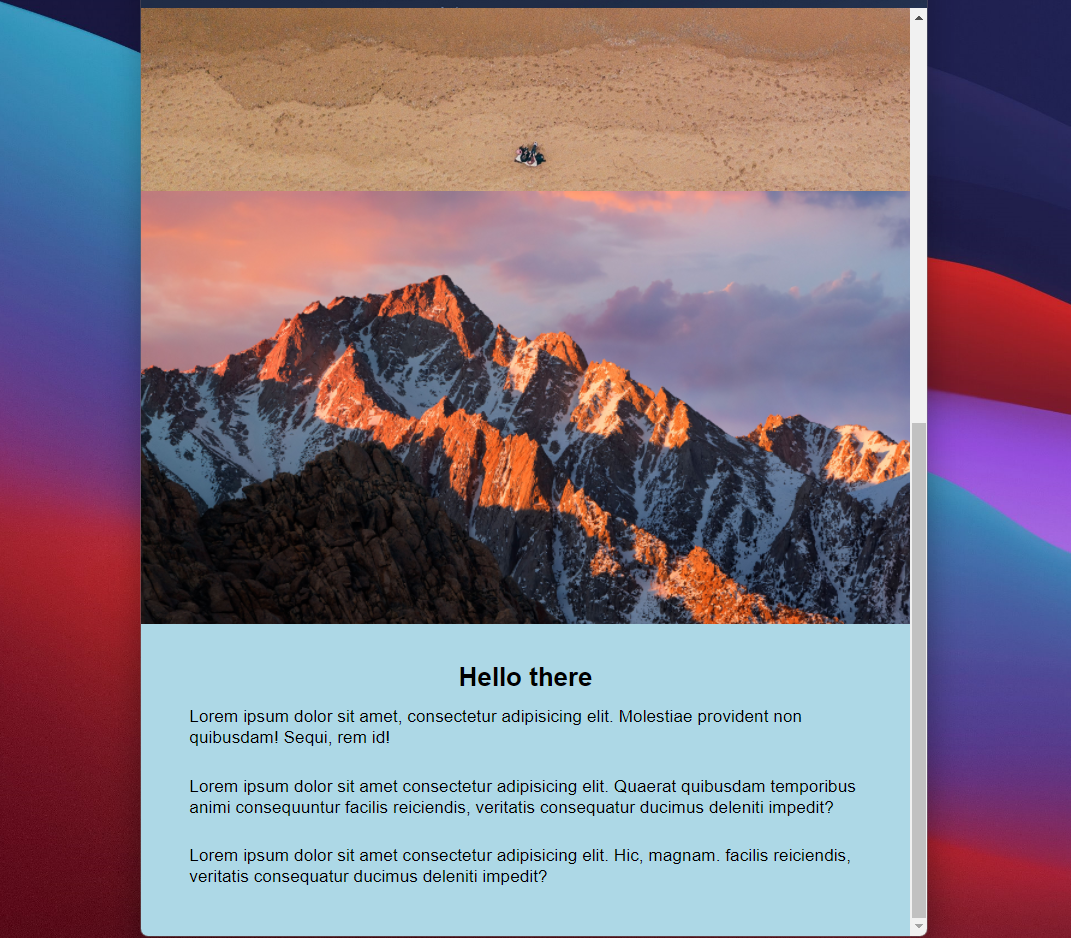 Hello there
Lorem ipsum dolor sit amet, consectetur adipisicing elit. Molestiae provident non
quibusdam! Sequi, rem id!
Lorem ipsum dolor sit amet consectetur adipisicing elit. Quaerat quibusdam temporibus
animi consequuntur facilis reiciendis, veritatis consequatur ducimus deleniti impedit?
Lorem ipsum dolor sit amet consectetur adipisicing elit. Hic, magnam. facilis reiciendis,
veritatis consequatur ducimus deleniti impedit?